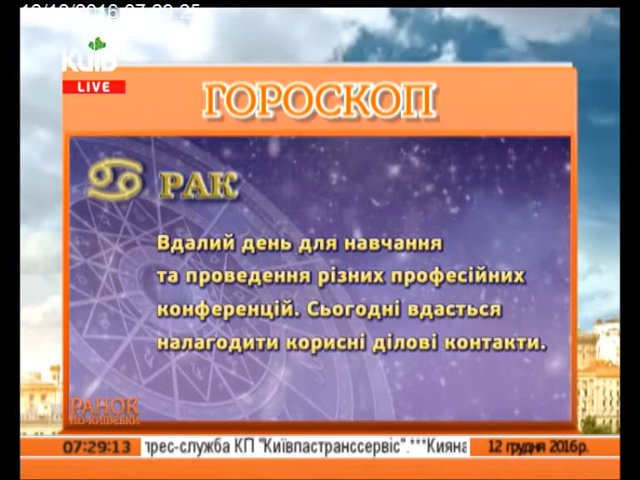 КИЇВ
LIVE
ГОРОСКОП
РАК
Вдалий день для навчання
та проведення різних професійних
конференцій. Сьогодні вдасться
налагодити корисні ділові контакти.
РАНОК
ПО-КИЇВСЬКИ
07:29:13 прес-служба КП "Київпастранссервіс".***Кияна 12 грудня 2016р.